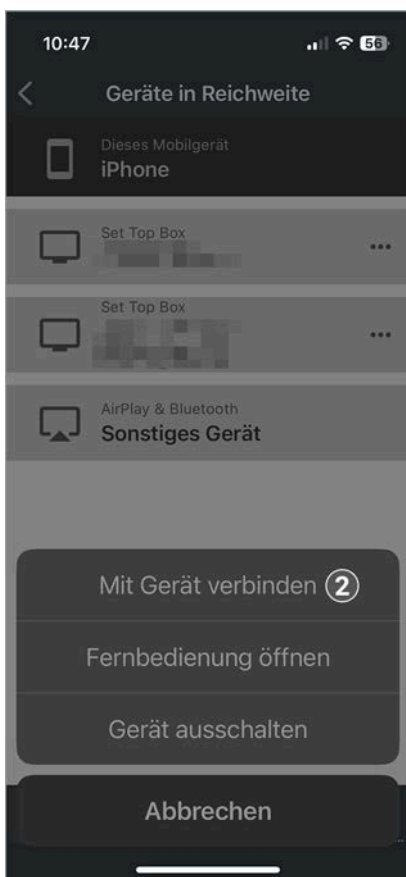 10:47
56
Geräte in Reichweite
Dieses Mobilgerät
iPhone
Set Top Box
Set Top Box
AirPlay & Bluetooth
Sonstiges Gerät
Mit Gerät verbinden 2
Fernbedienung öffnen
Gerät ausschalten
Abbrechen